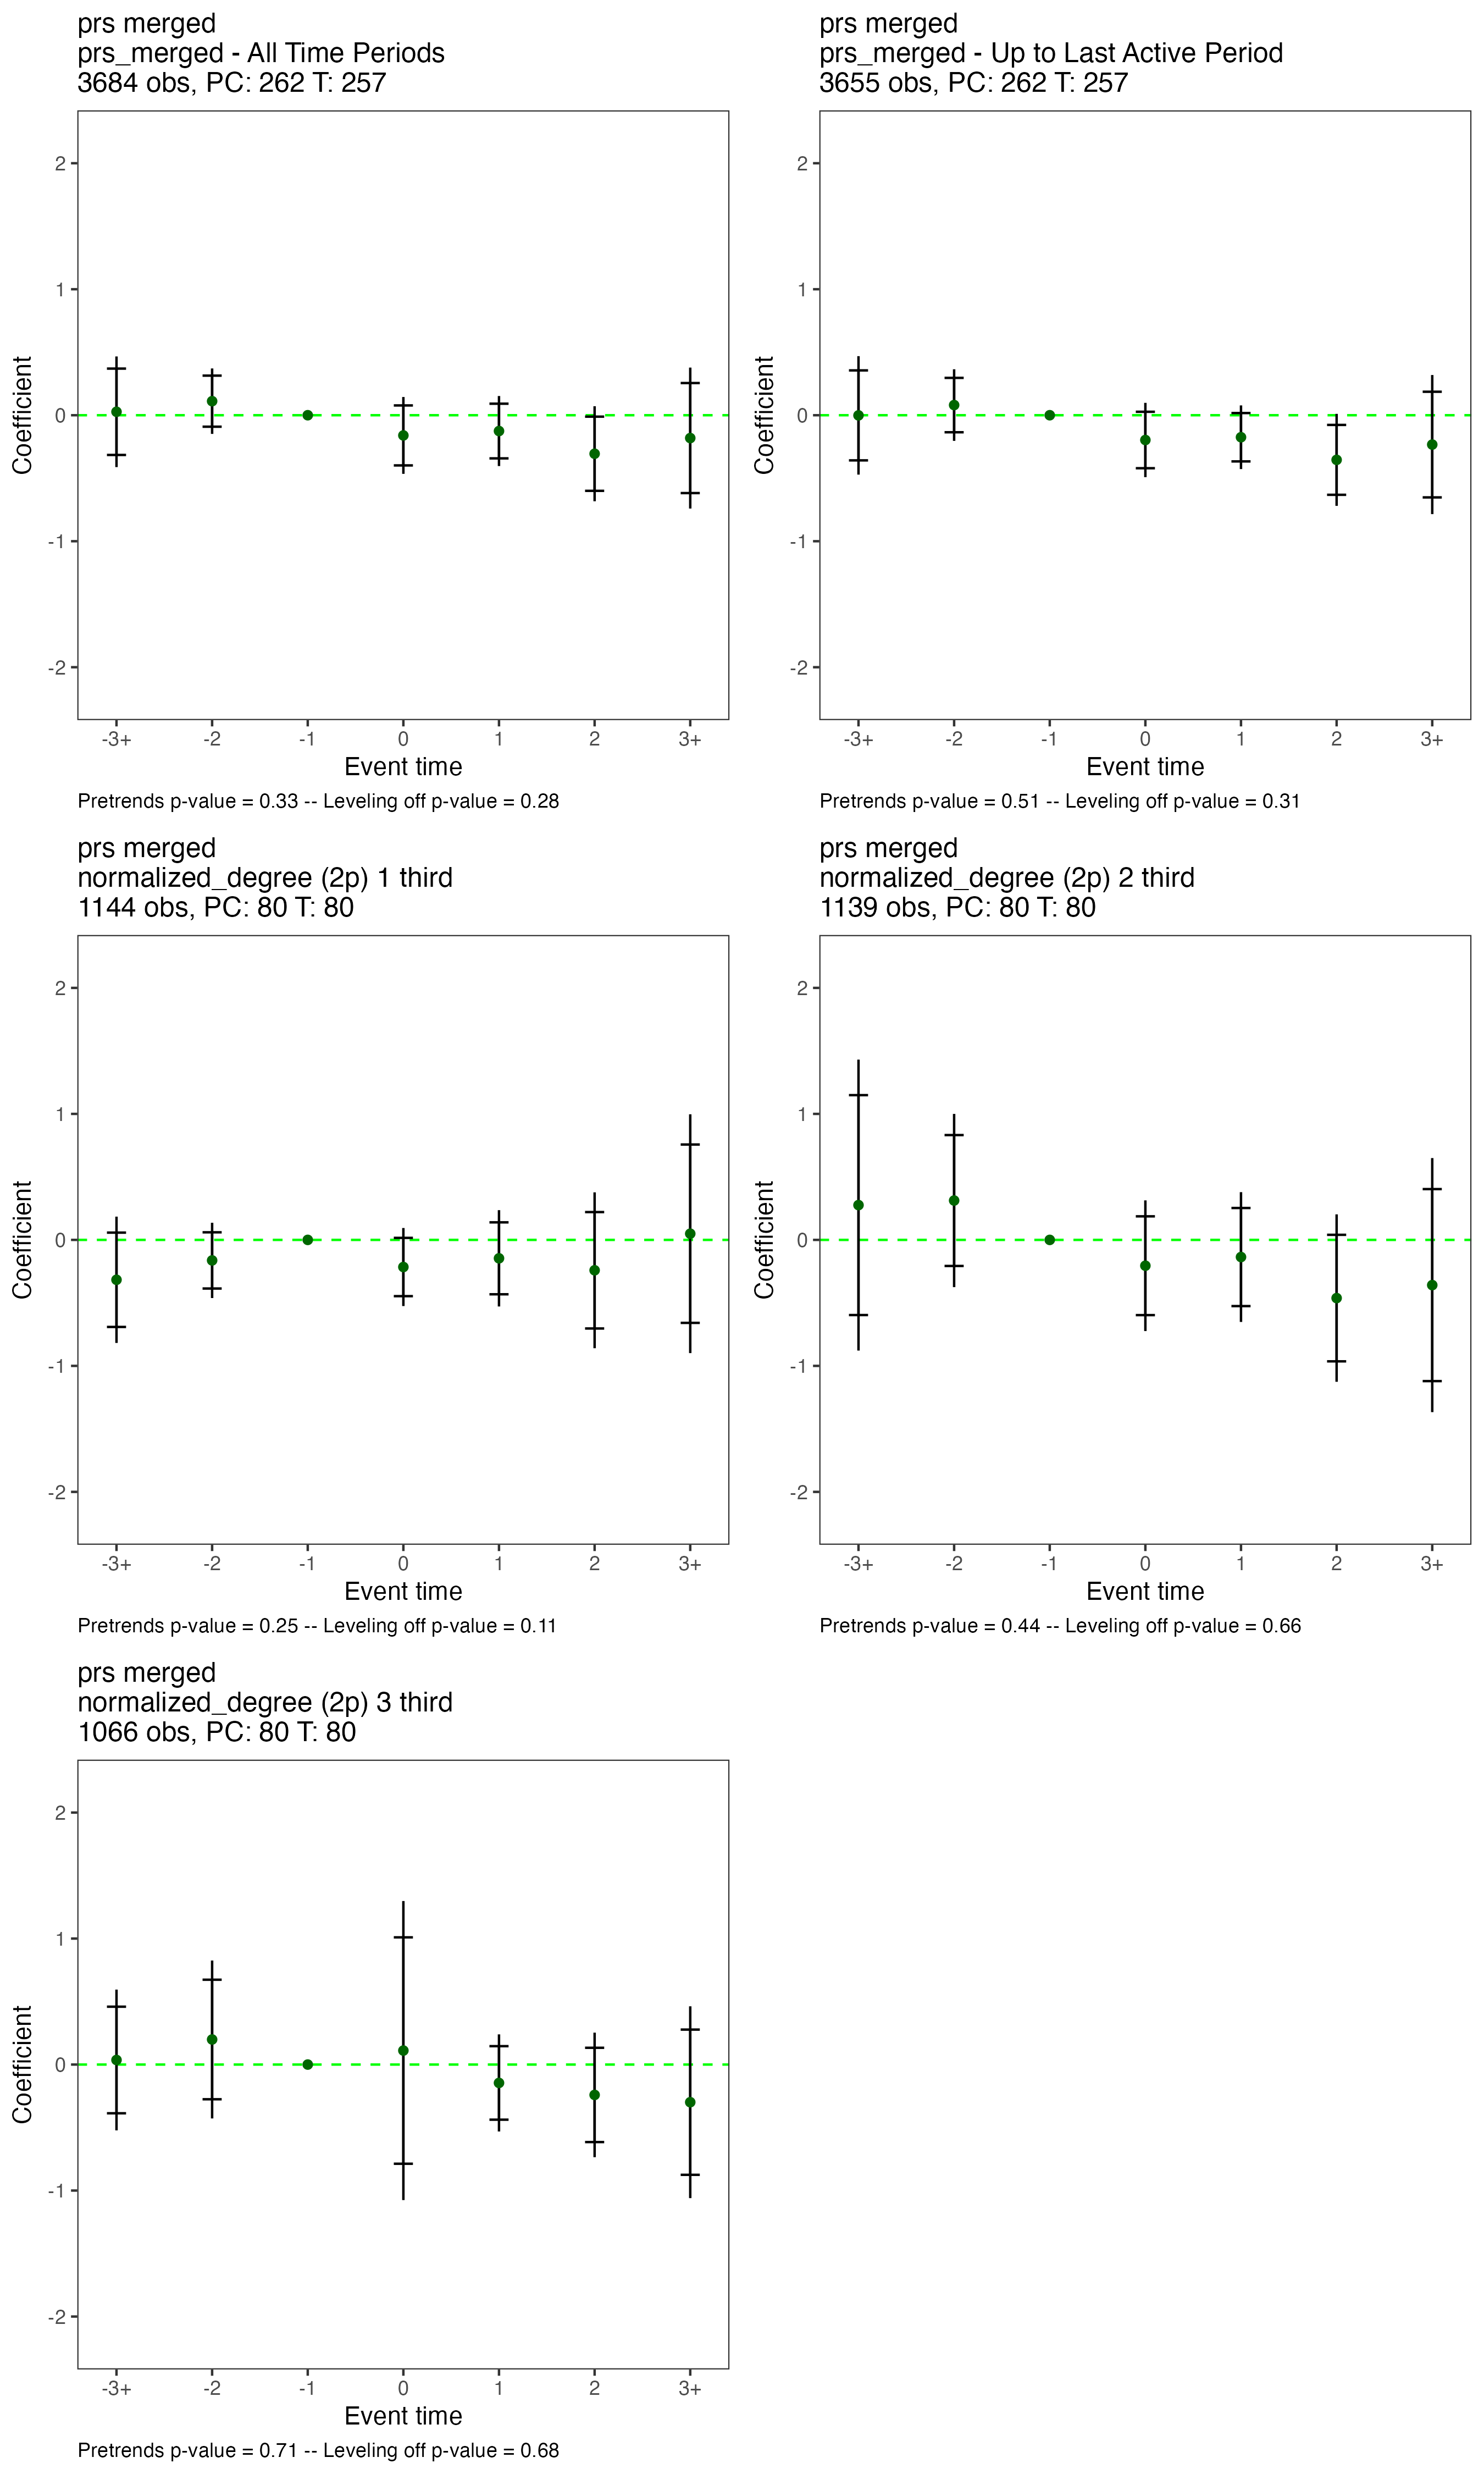 prs merged
prs_merged - All Time Periods
3684 obs, PC: 262 T: 257
2
1
0
-1
-2
Coefficient
-3+ -2 -1 0 1 2 3+
Event time
Pretrends p-value = 0.33 -- Leveling off p-value = 0.28
prs merged
prs_merged - Up to Last Active Period
3655 obs, PC: 262 T: 257
2
1
0
-1
-2
Coefficient
-3+ -2 -1 0 1 2 3+
Event time
Pretrends p-value = 0.51 -- Leveling off p-value = 0.31
prs merged
normalized_degree (2p) 1 third
1144 obs, PC: 80 T: 80
2
1
0
-1
-2
Coefficient
-3+ -2 -1 0 1 2 3+
Event time
Pretrends p-value = 0.25 -- Leveling off p-value = 0.11
prs merged
normalized_degree (2p) 2 third
1139 obs, PC: 80 T: 80
2
1
0
-1
-2
Coefficient
-3+ -2 -1 0 1 2 3+
Event time
Pretrends p-value = 0.44 -- Leveling off p-value = 0.66
prs merged
normalized_degree (2p) 3 third
1066 obs, PC: 80 T: 80
2
1
0
-1
-2
Coefficient
-3+ -2 -1 0 1 2 3+
Event time
Pretrends p-value = 0.71 -- Leveling off p-value = 0.68